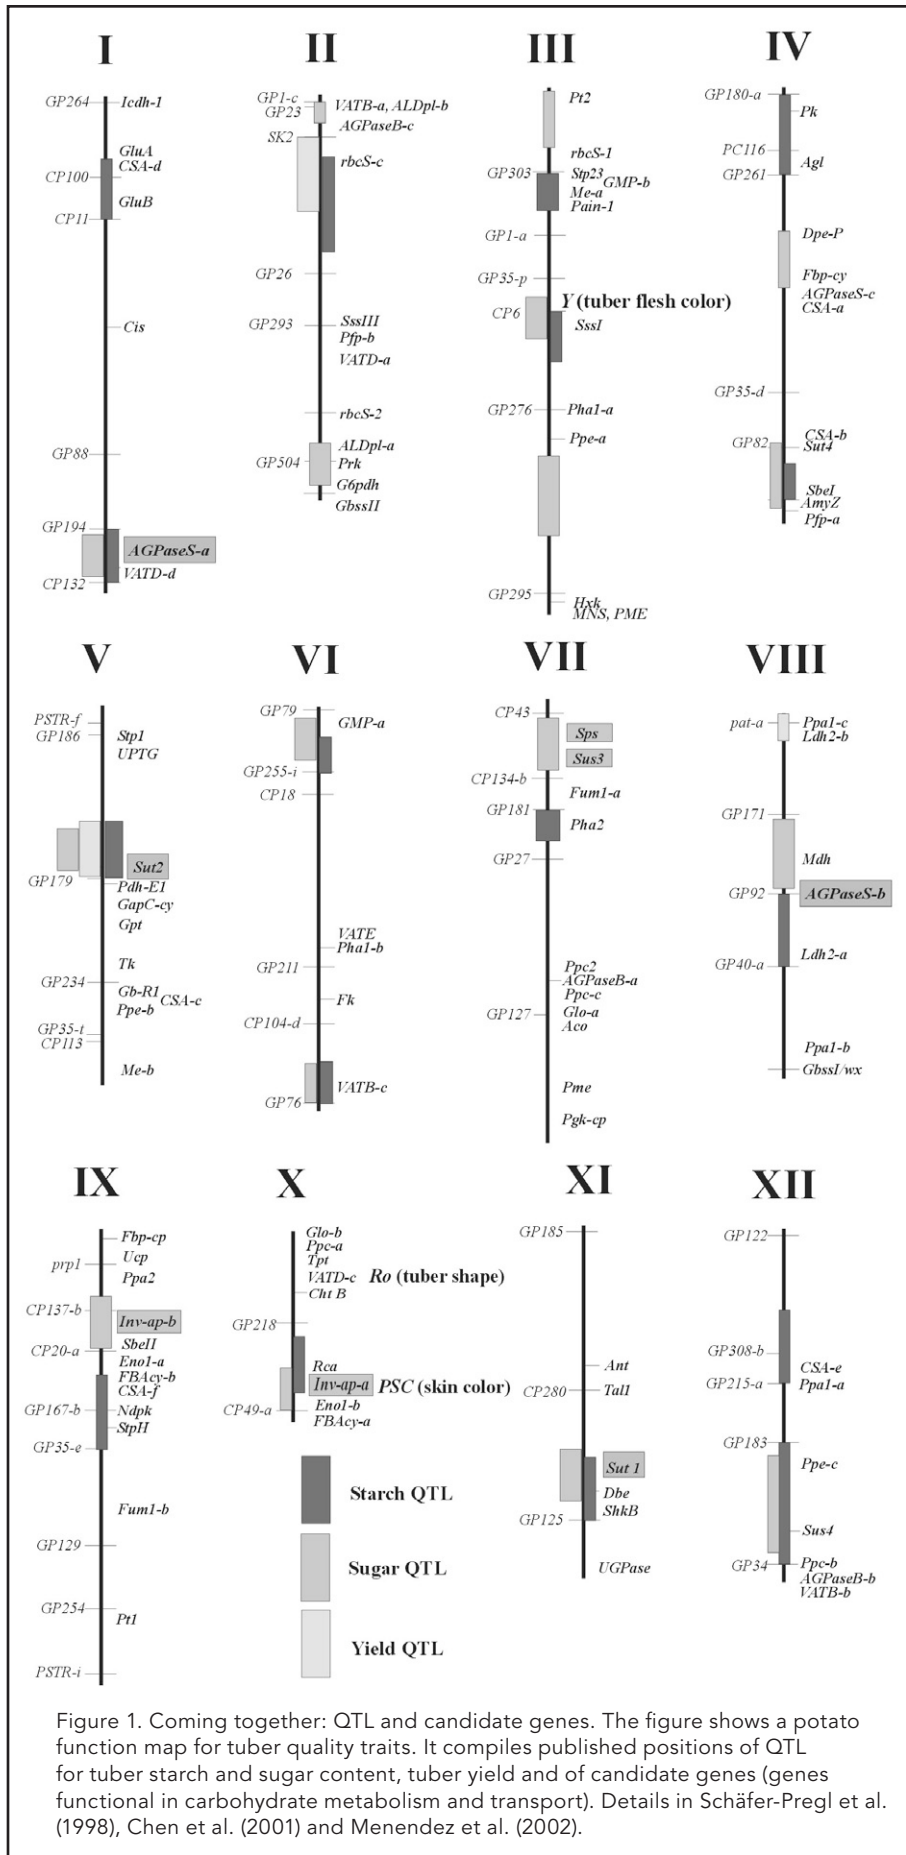 I
GP264 Icdh-1
GluA
CSA-d
CP100
GluB
CP11
Cis
GP88
GP194
AGPaseS-a
VATD-d
CP132
II
GP1-c
VATB-a, ALDpl-b
GP23
AGPaseB-c
SK2
rbcS-c
GP26
GP293 SssIII
Pfp-b
VATD-a
rbcS-2
ALDpl-a
GP504 Prk
G6pdh
GbssII
III
Pt2
rbcS-1
GP303 Stp23
GMP-b
Me-a
Pain-1
GP1-a
GP35-p
Y (tuber flesh color)
CP6
SssI
GP276 Pha1-a
Ppe-a
GP295
Hxk
MNS, PME
IV
GP180-a
Pk
PC116
Agl
GP261
Dpe-P
Fbp-cy
AGPaseS-c
CSA-a
GP35-d
CSA-b
GP82
Sut4
SbeI
AmyZ
Pfp-a
V
PSTR-f
GP186 Stp1
UPTG
Sut2
GP179
Pdh-E1
GapC-cy
Gpt
Tk
GP234
Gb-R1
CSA-c
Ppe-b
GP35-t
CP113
Me-b
VI
GP79
GMP-a
GP255-i
CP18
VATE
Pha1-b
GP211
Fk
CP104-d
VATB-c
GP76
VII
CP43
Sps
Sus3
CP134-b
Fum1-a
GP181
Pha2
GP27
Ppc2
AGPaseB-a
Ppc-c
GP127 Glo-a
Aco
Pme
Pgk-cp
VIII
pat-a Ppa1-c
Ldh2-b
GP171
Mdh
GP92 AGPaseS-b
Ldh2-a
GP40-a
Ppa1-b
GbssI/wx
IX
Fbp-cp
Ucp
prp1
Ppa2
CP137-b
Inv-ap-b
SbeII
CP20-a
Eno1-a
FBAcy-b
CSA-f
GP167-b Ndpk
StpH
GP35-e
Fum1-b
GP129
GP254
Pt1
PSTR-i
X
Glo-b
Ppc-a
Tpt
VATD-c Ro (tuber shape)
Cht B
GP218
Rca
Inv-ap-a PSC (skin color)
Eno1-b
CP49-a
FBAcy-a
XI
GP185
Ant
CP280 Tal1
Sut 1
Dbe
ShkB
GP125
UGPase
XII
GP122
GP308-b
CSA-e
GP215-a Ppa1-a
GP183
Ppe-c
Sus4
GP34 Ppc-b
AGPaseB-b
VATB-b
Starch QTL
Sugar QTL
Yield QTL
Figure 1. Coming together: QTL and candidate genes. The figure shows a potato
function map for tuber quality traits. It compiles published positions of QTL
for tuber starch and sugar content, tuber yield and of candidate genes (genes
functional in carbohydrate metabolism and transport). Details in Schäfer-Pregl et al.
(1998), Chen et al. (2001) and Menendez et al. (2002).